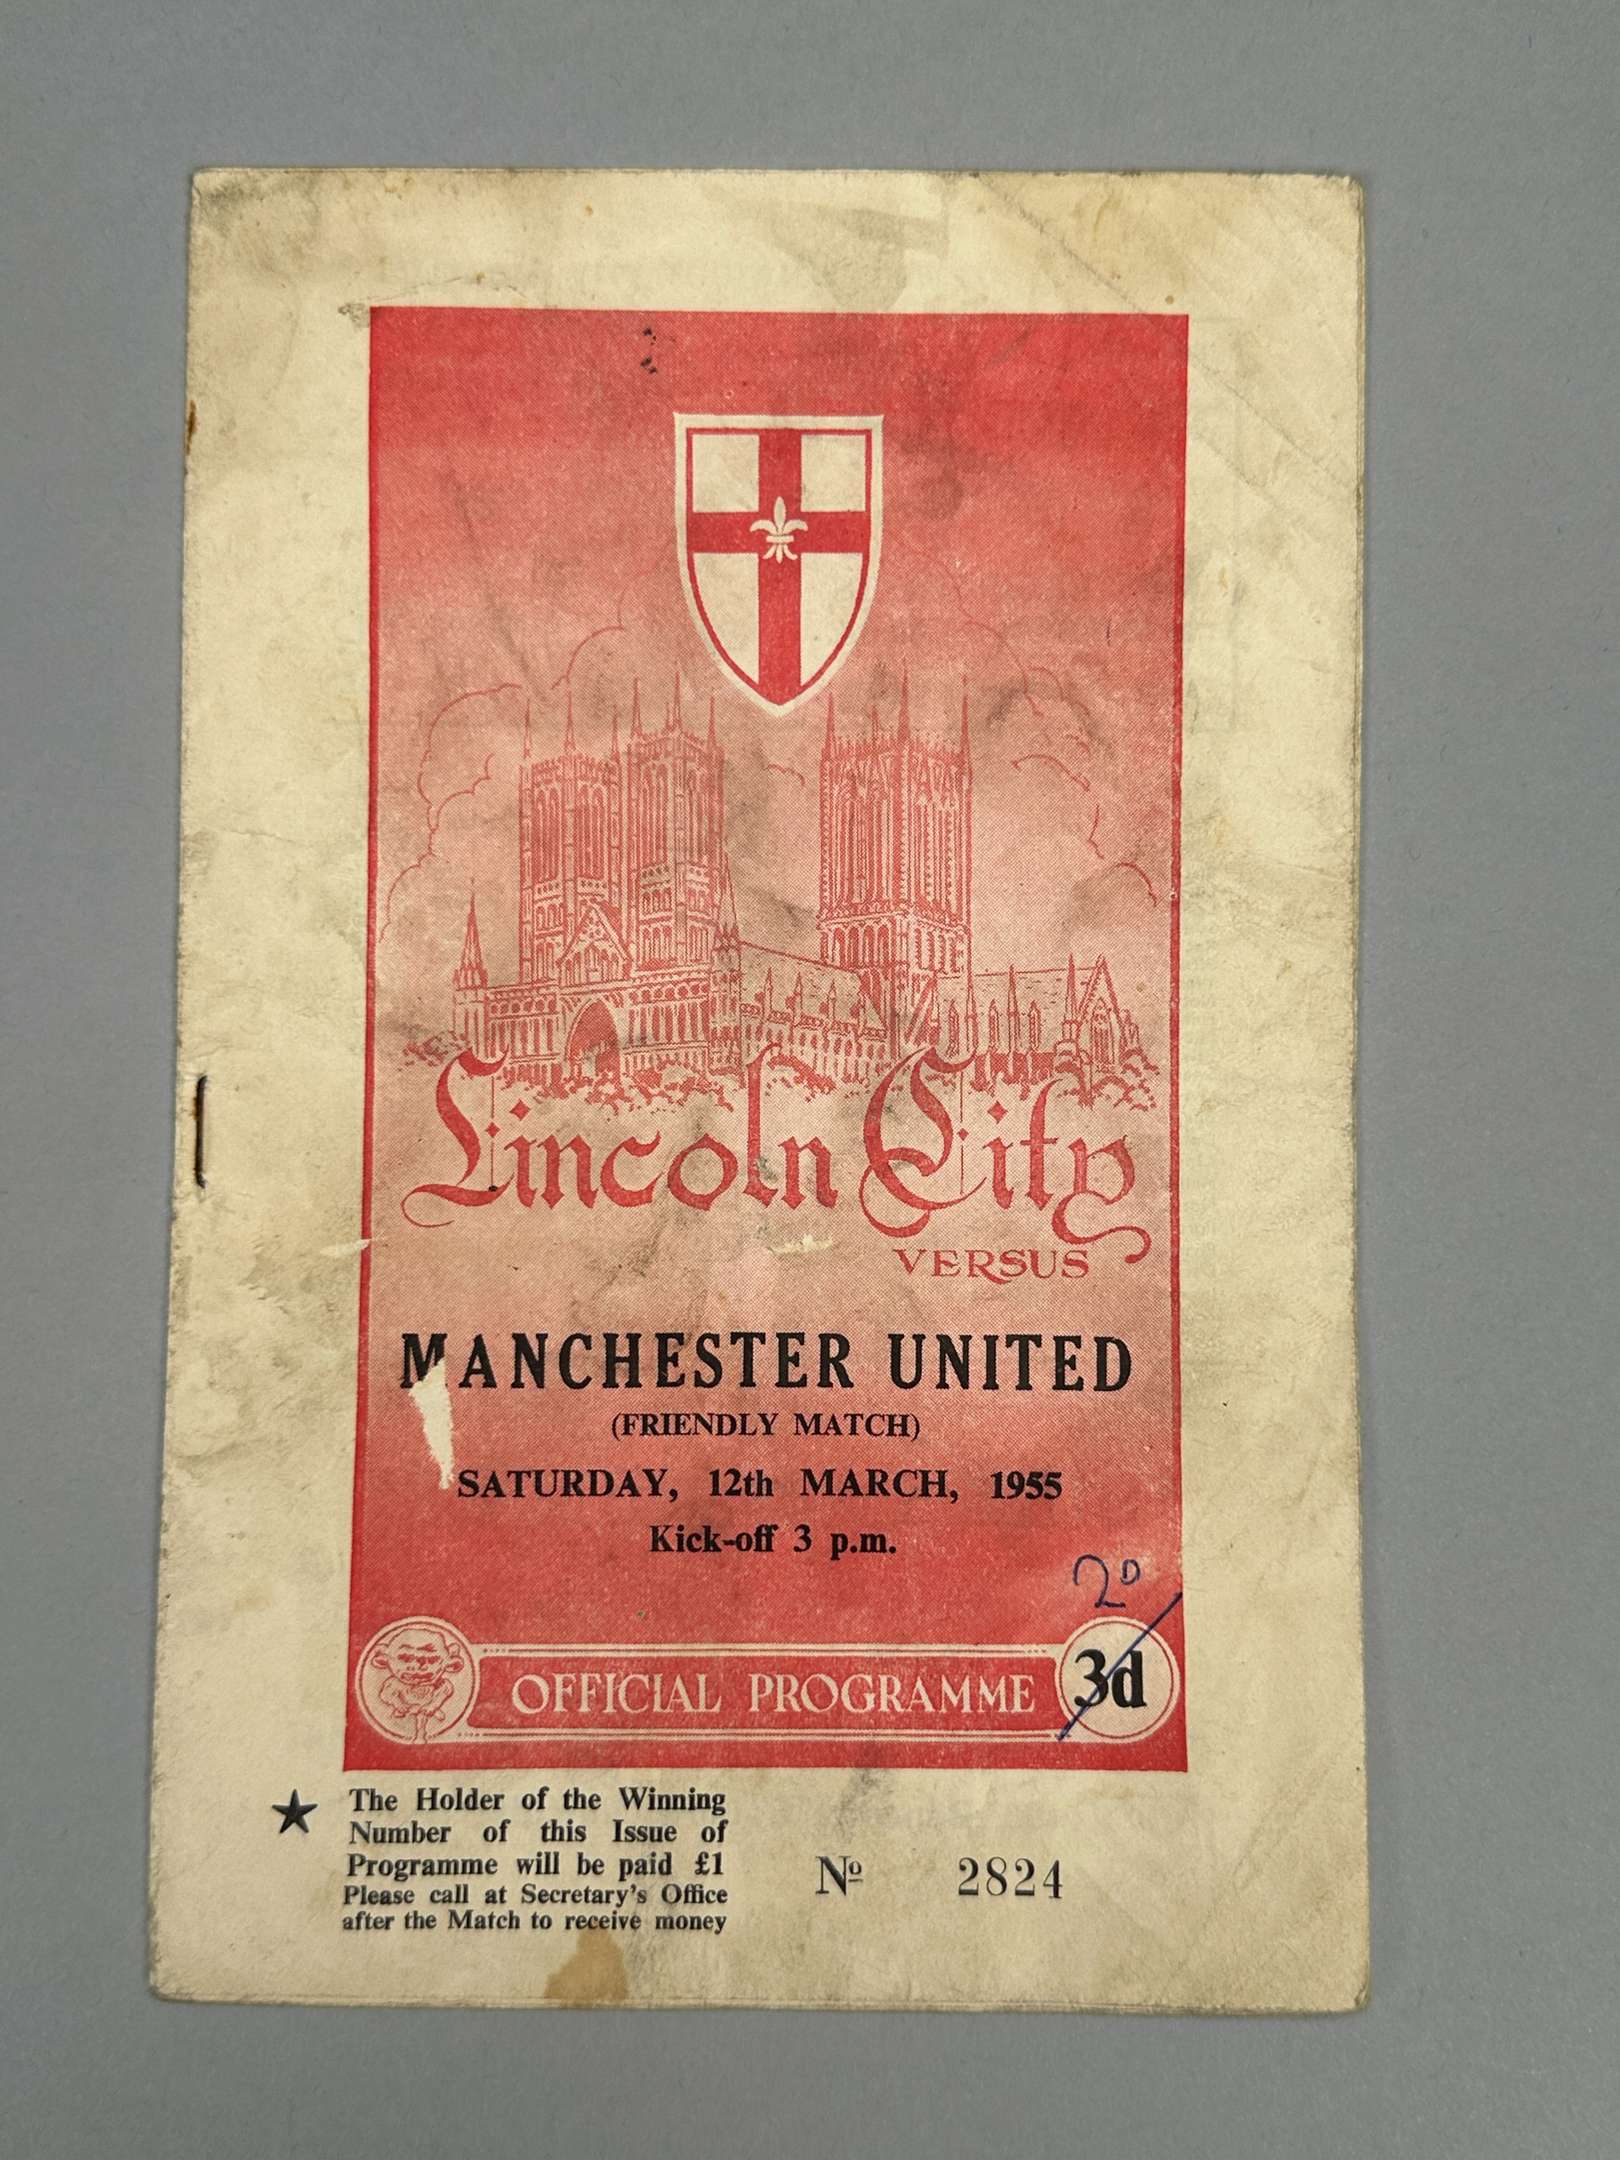 Lincoln City
VERSUS
MANCHESTER UNITED
(FRIENDLY MATCH)
SATURDAY, 12th MARCH, 1955
Kick-off 3 p.m.
2D
OFFICIAL PROGRAMME 3d
★ The Holder of the Winning
Number of this Issue of
Programme will be paid £1
Please call at Secretary's Office
after the Match to receive money
No 2824